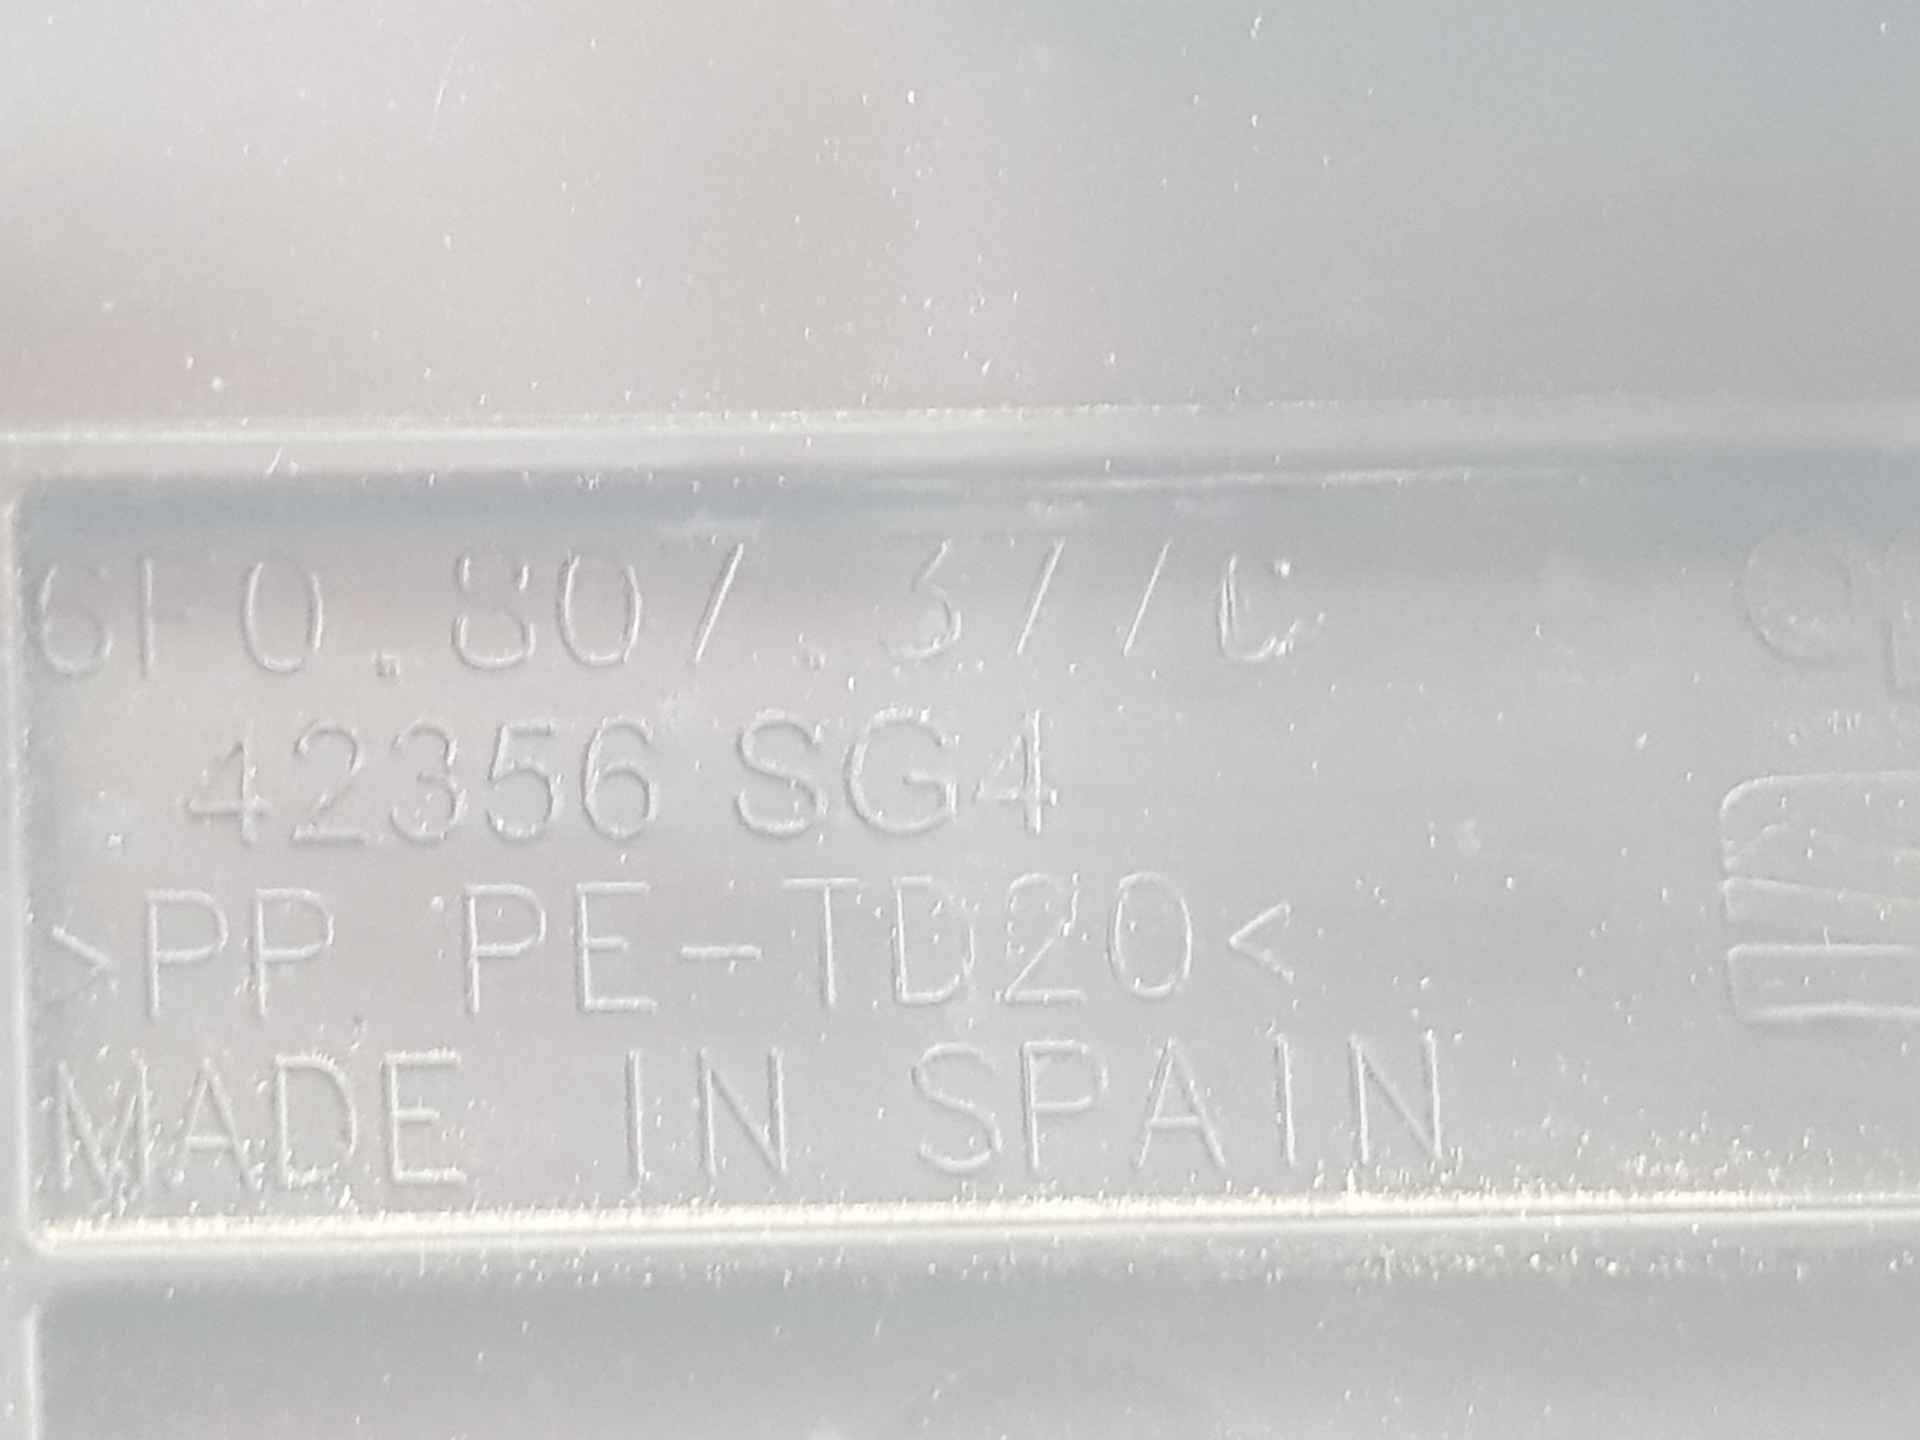 6F0.807.377C
42356 SG4
>PP PE-TD20<
MADE IN SPAIN